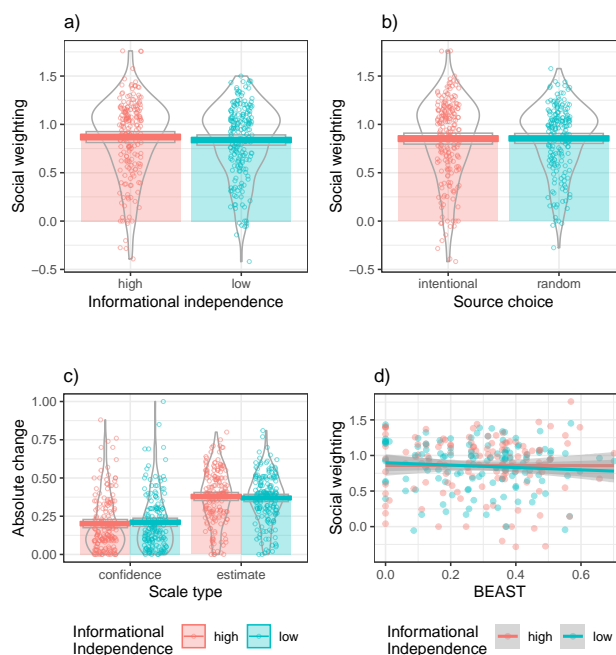 a)
Social weighting
1.5
1.0
0.5
0.0
−0.5
high low
Informational independence
b)
Social weighting
1.5
1.0
0.5
0.0
−0.5
intentional random
Source choice
c)
Absolute change
1.00
0.75
0.50
0.25
0.00
confidence estimate
Scale type
Informational
Independence
high low
d)
Social weighting
1.5
1.0
0.5
0.0
0.0 0.2 0.4 0.6
BEAST
Informational
Independence
high low